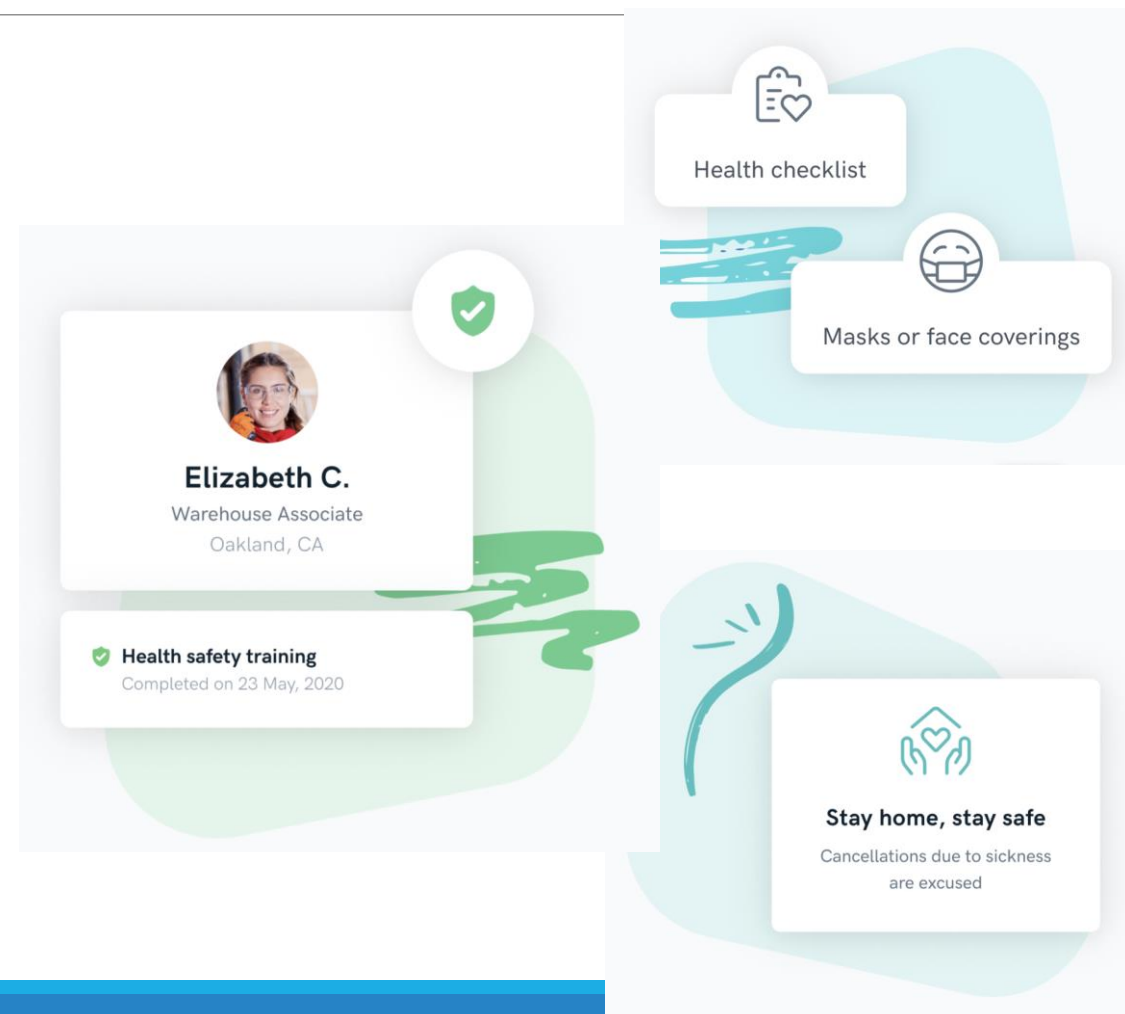 Health checklist
Masks or face coverings
Elizabeth C.
Warehouse Associate
Oakland, CA
Health safety training
Completed on 23 May, 2020
Stay home, stay safe
Cancellations due to sickness
are excused